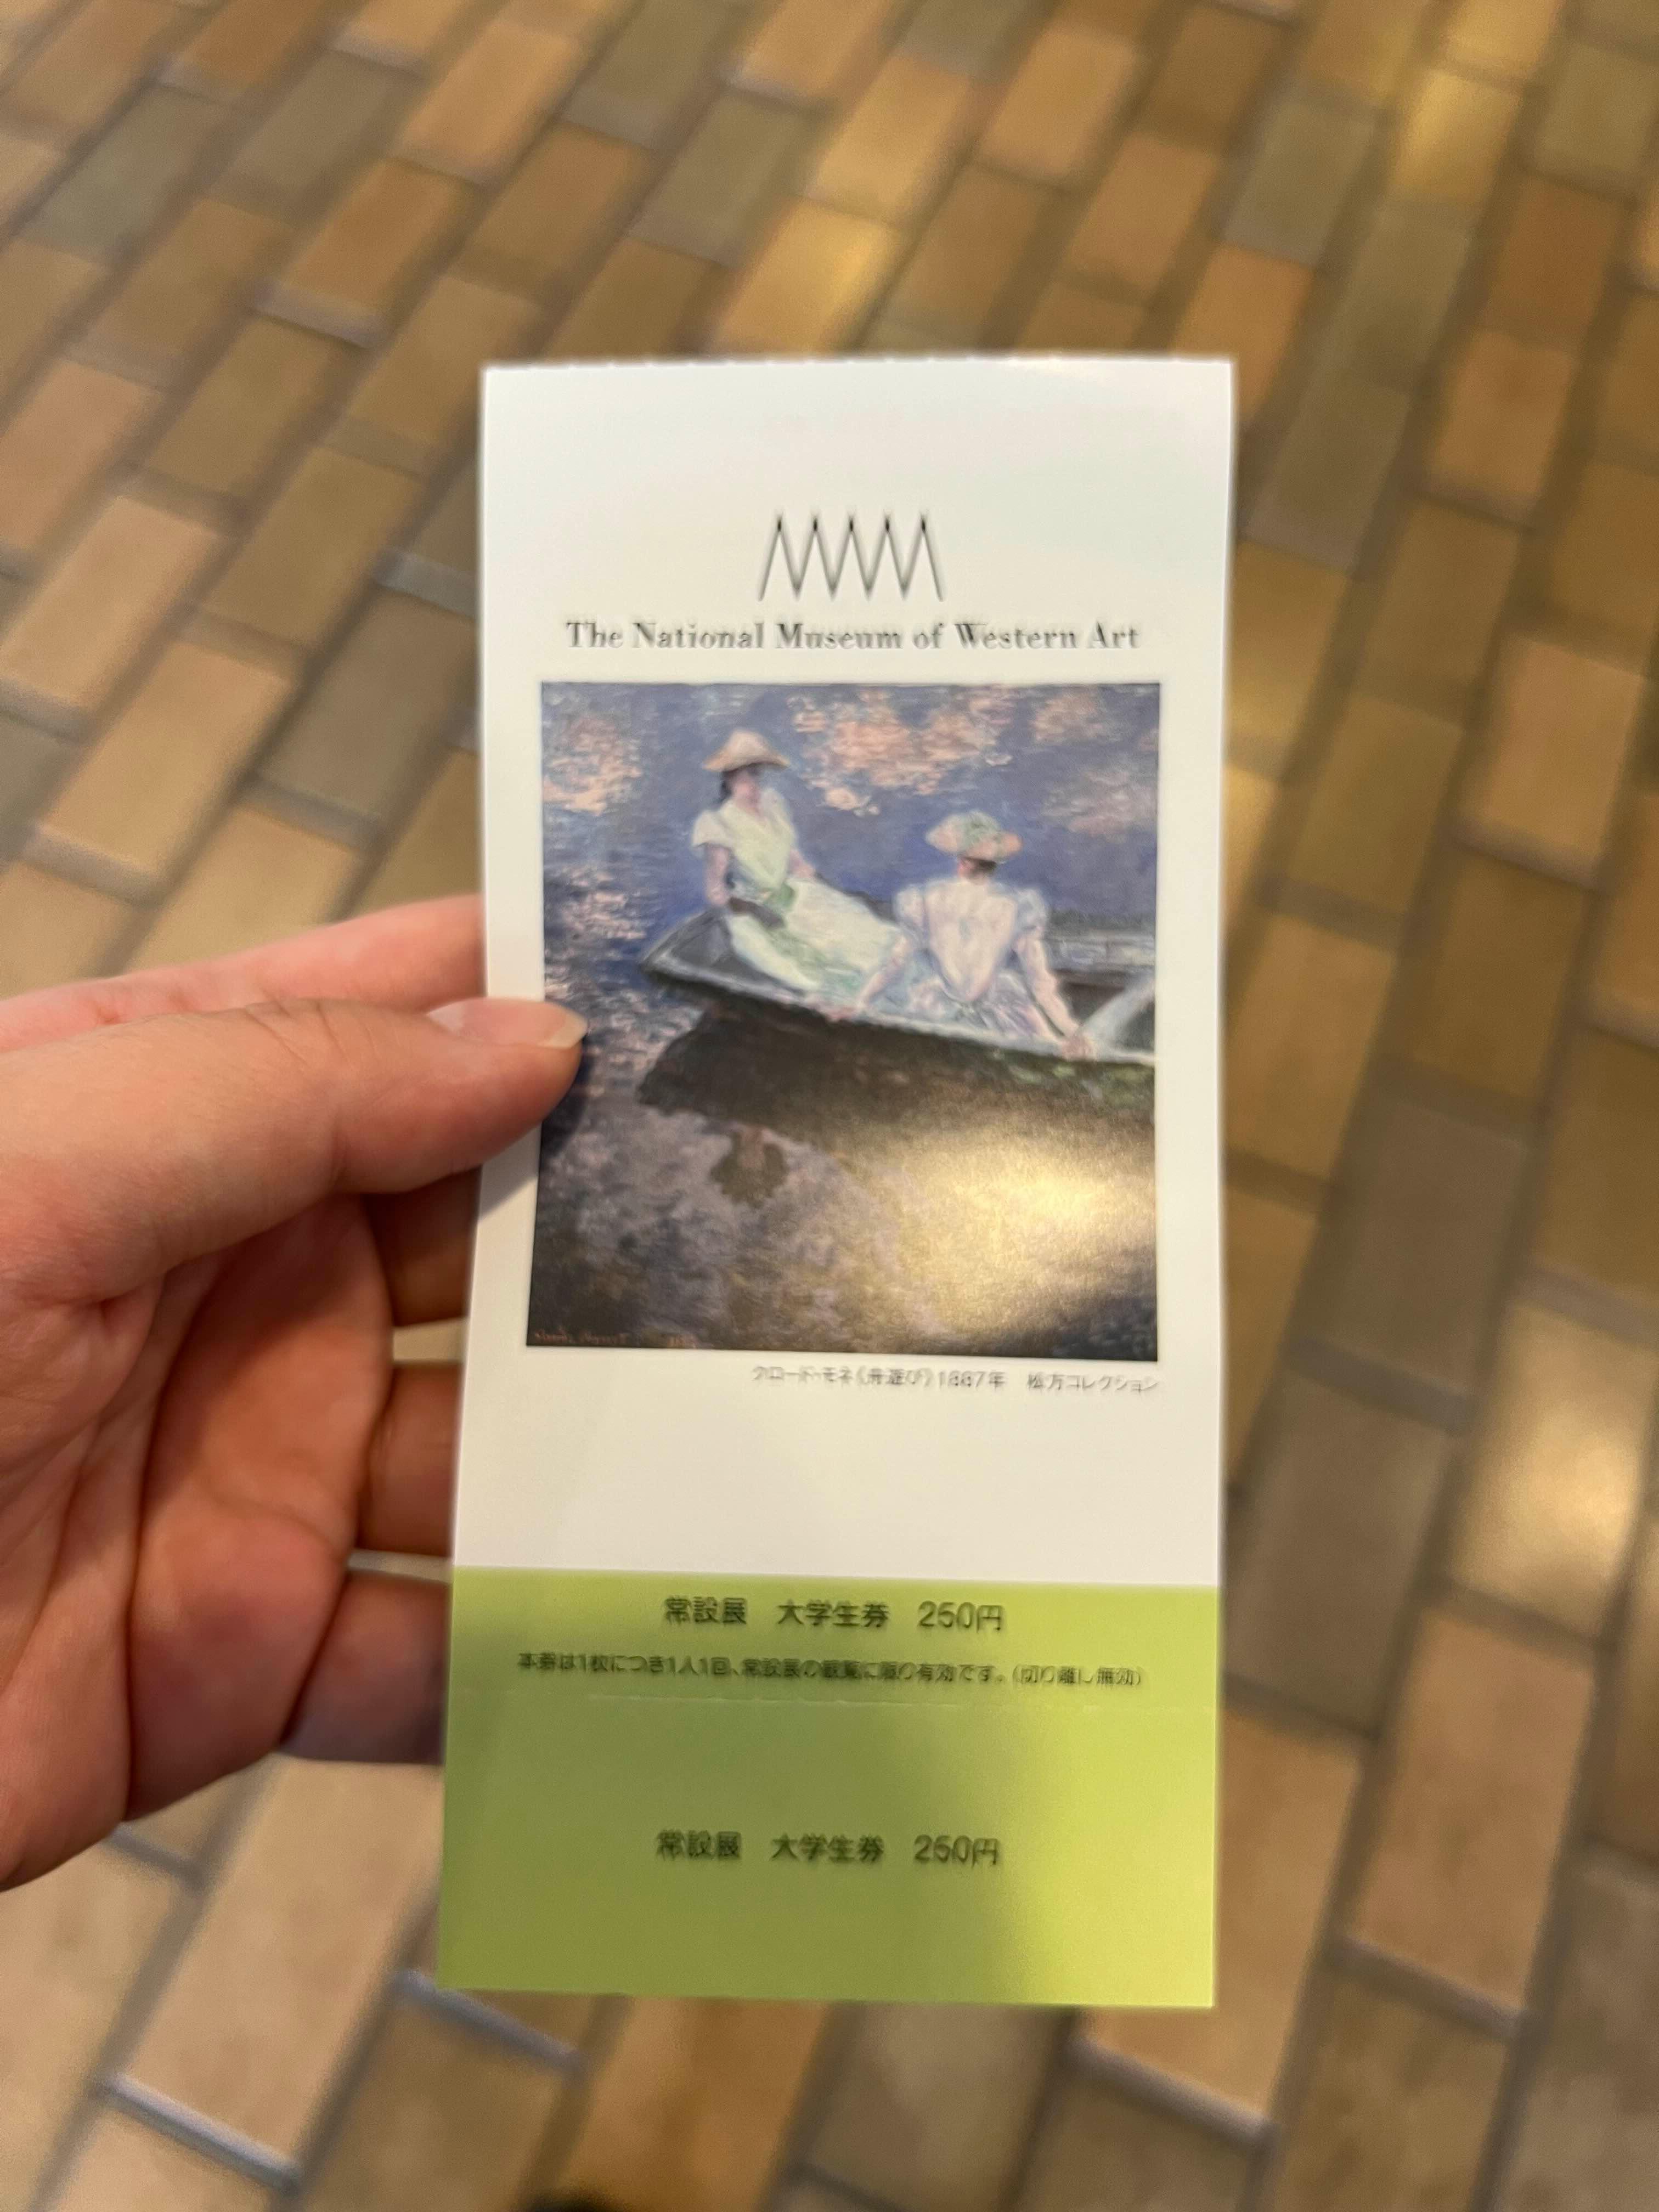 The National Museum of Western Art
クロード・モネ《舟遊び》1887年　松方コレクション
常設展　大学生券　250円
本券は1枚につき1人1回、常設展の観覧に限り有効です。（切り離し無効）
常設展　大学生券　250円